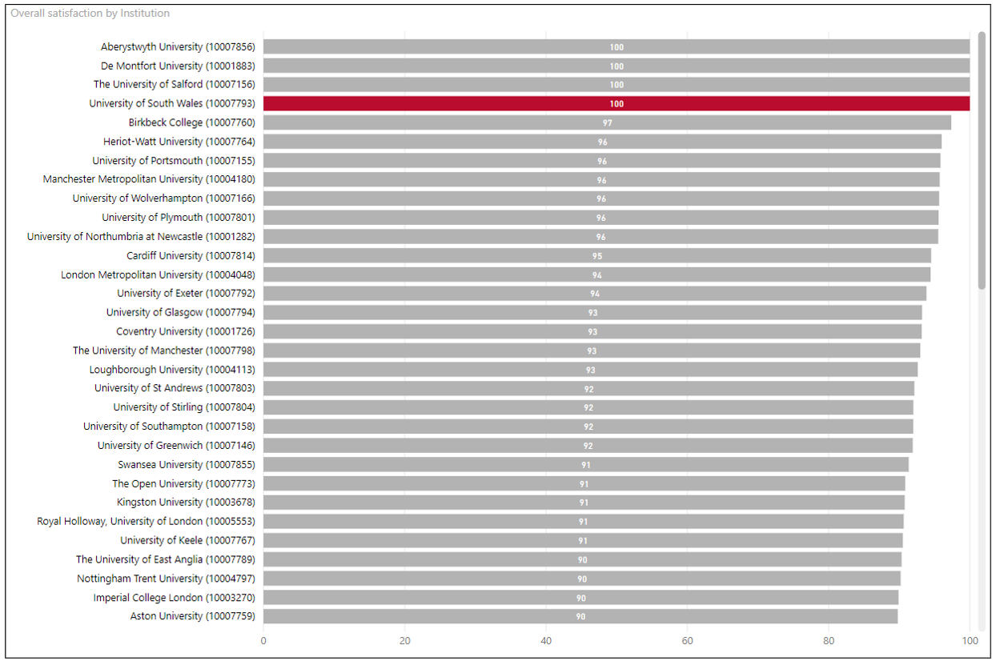 Overall satisfaction by Institution
Aberystwyth University (10007856) 100
De Montfort University (10001883) 100
The University of Salford (10007156) 100
University of South Wales (10007793) 100
Birkbeck College (10007760) 97
Heriot-Watt University (10007764) 96
University of Portsmouth (10007155) 96
Manchester Metropolitan University (10004180) 96
University of Wolverhampton (10007166) 96
University of Plymouth (10007801) 96
University of Northumbria at Newcastle (10001282) 96
Cardiff University (10007814) 95
London Metropolitan University (10004048) 94
University of Exeter (10007792) 94
University of Glasgow (10007794) 93
Coventry University (10001726) 93
The University of Manchester (10007798) 93
Loughborough University (10004113) 93
University of St Andrews (10007803) 92
University of Stirling (10007804) 92
University of Southampton (10007158) 92
University of Greenwich (10007146) 92
Swansea University (10007855) 91
The Open University (10007773) 91
Kingston University (10003678) 91
Royal Holloway, University of London (10005553) 91
University of Keele (10007767) 91
The University of East Anglia (10007789) 90
Nottingham Trent University (10004797) 90
Imperial College London (10003270) 90
Aston University (10007759) 90
0 20 40 60 80 100